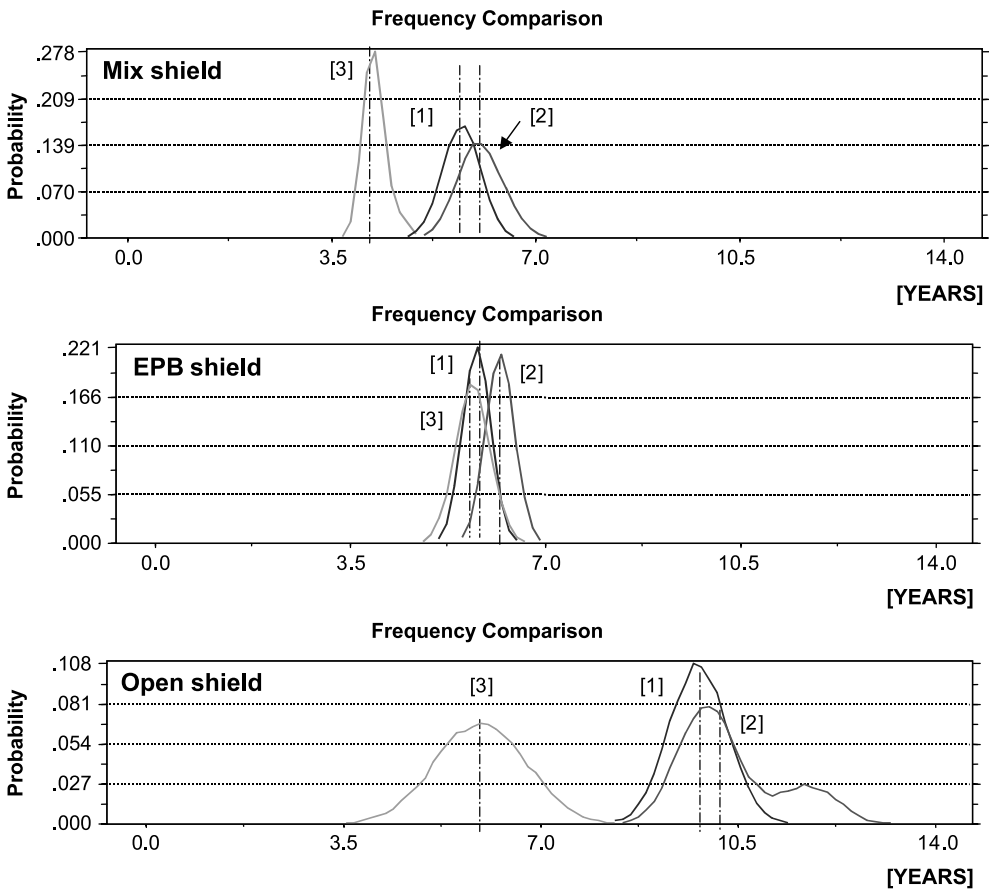 Frequency Comparison
Mix shield
Probability
.278
.209
.139
.070
.000
[3]
[1]
[2]
0.0 3.5 7.0 10.5 14.0
[YEARS]
Frequency Comparison
EPB shield
Probability
.221
.166
.110
.055
.000
[1]
[2]
[3]
0.0 3.5 7.0 10.5 14.0
[YEARS]
Frequency Comparison
Open shield
Probability
.108
.081
.054
.027
.000
[3]
[1]
[2]
0.0 3.5 7.0 10.5 14.0
[YEARS]